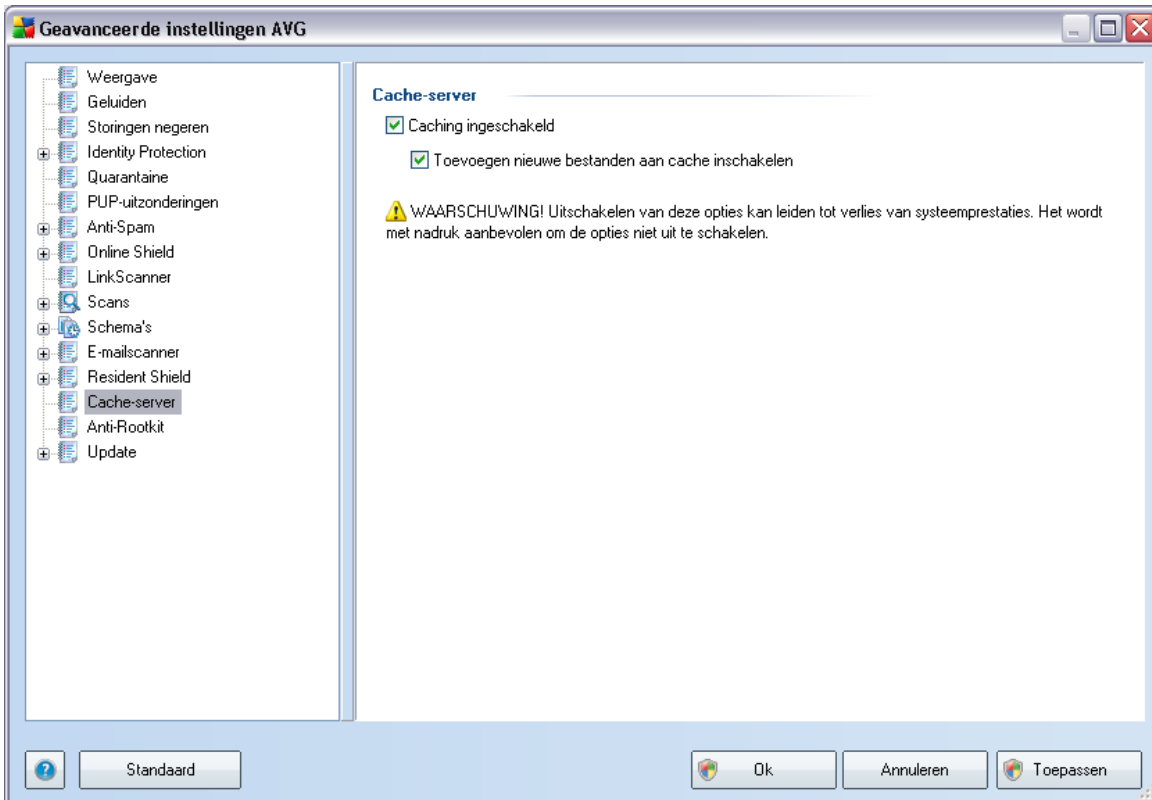 Geavanceerde instellingen AVG
Weergave
Geluiden
Storingen negeren
Identity Protection
Quarantaine
PUP-uitzonderingen
Anti-Spam
Online Shield
LinkScanner
Scans
Schema's
E-mailscanner
Resident Shield
Cache-server
Anti-Rootkit
Update
Cache-server
Caching ingeschakeld
Toevoegen nieuwe bestanden aan cache inschakelen
WAARSCHUWING! Uitschakelen van deze opties kan leiden tot verlies van systeemprestaties. Het wordt
met nadruk aanbevolen om de opties niet uit te schakelen.
Standaard
Ok
Annuleren
Toepassen